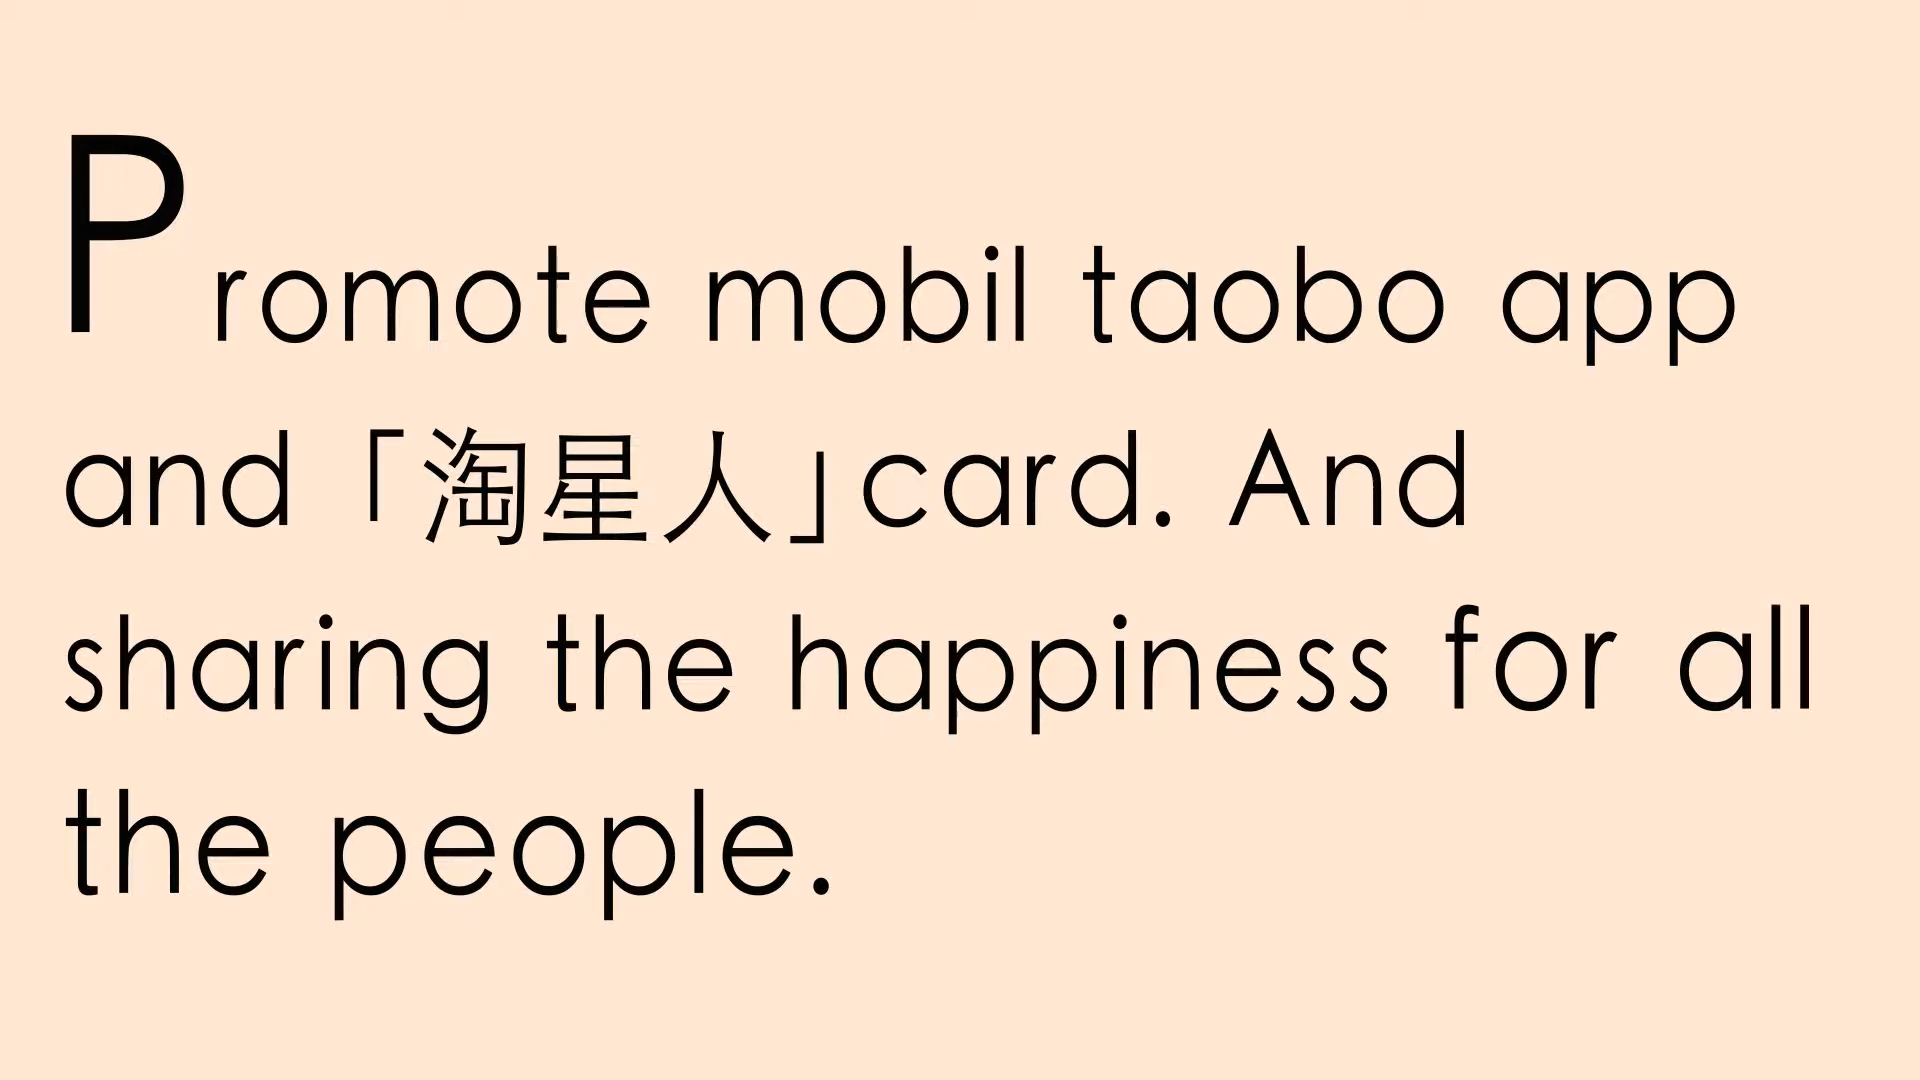 Promote mobil taobo app
and「淘星人」card. And
sharing the happiness for all
the people.